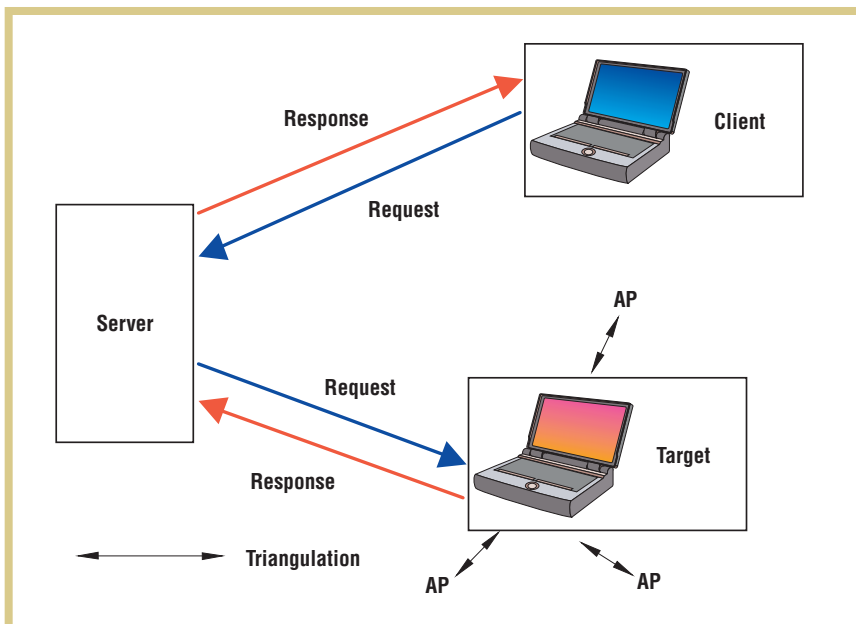 Response
Client
Request
Server
AP
Request
Target
Response
Triangulation
AP
AP